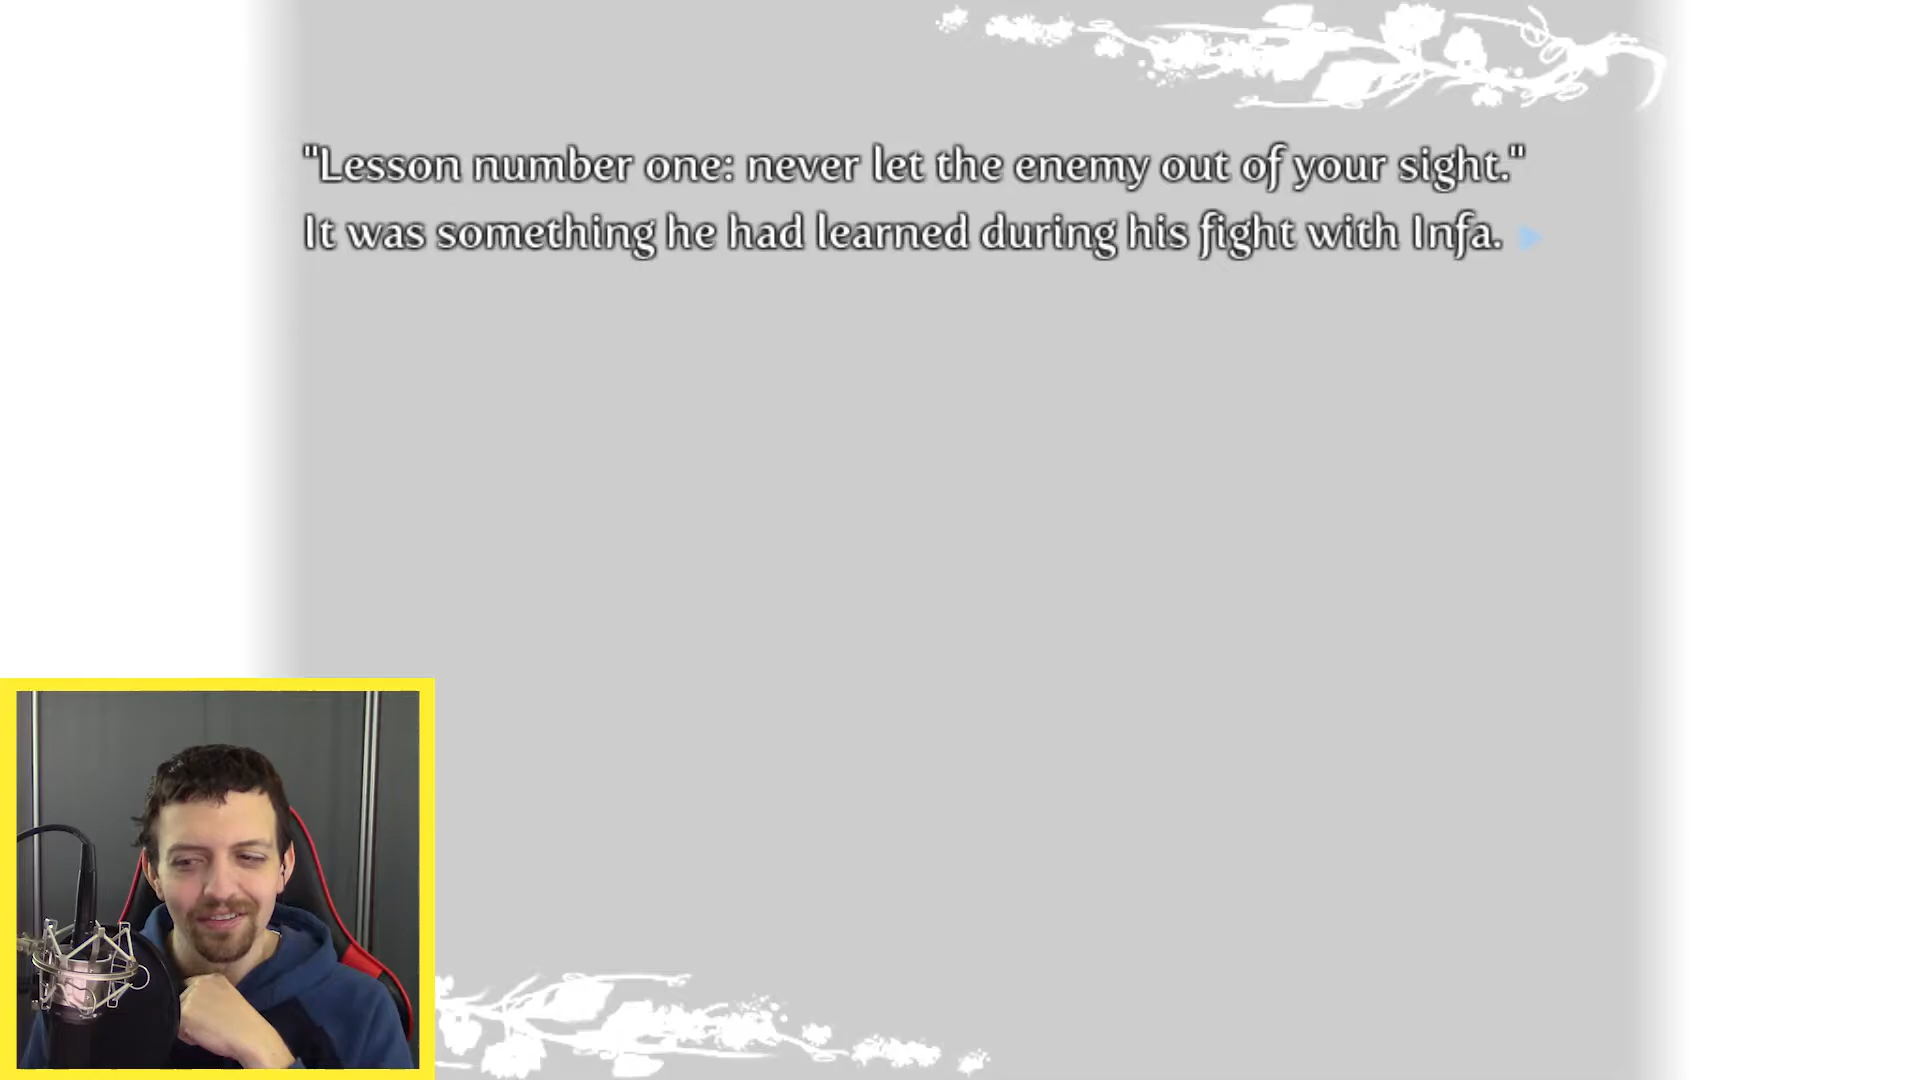 "Lesson number one: never let the enemy out of your sight."
It was something he had learned during his fight with Infa.